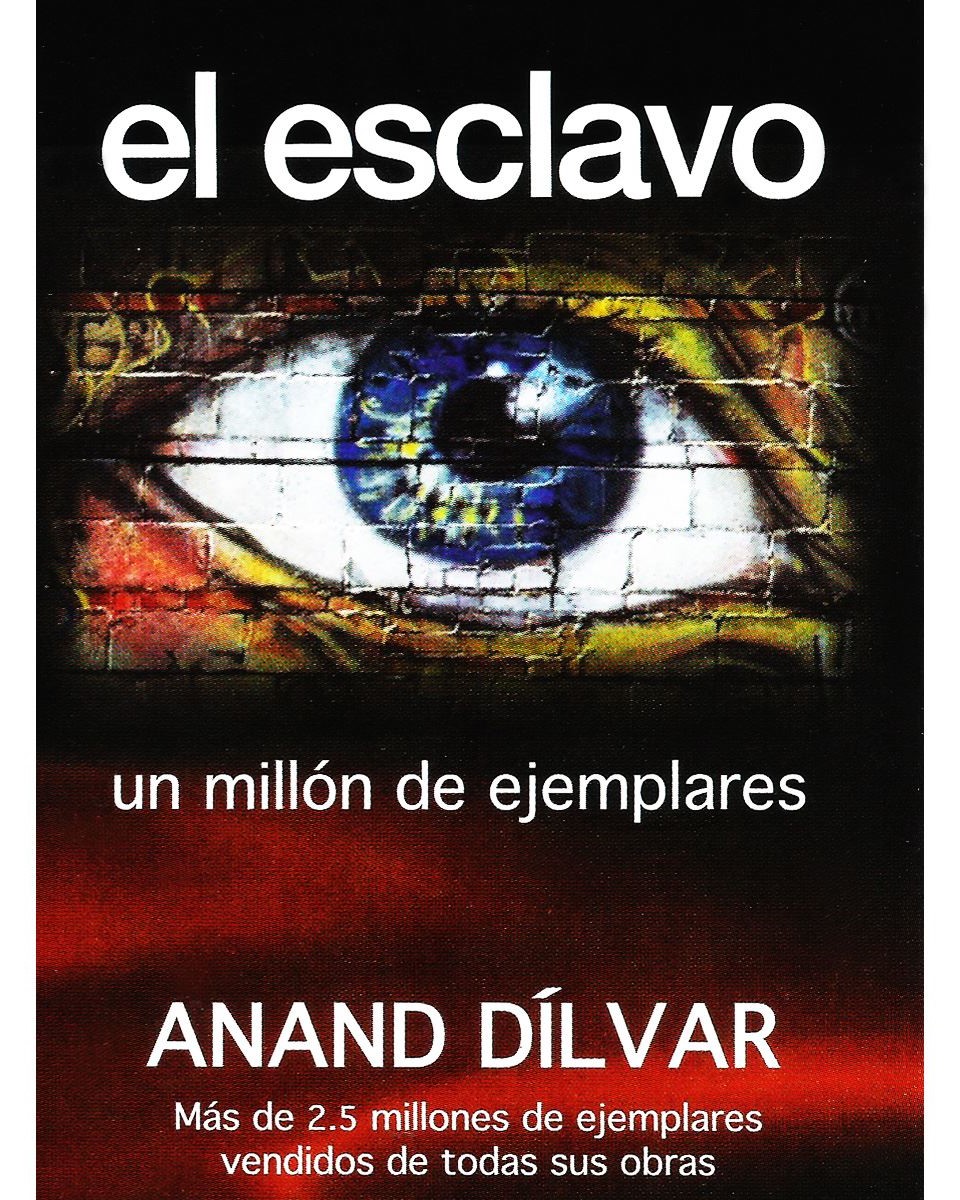 el esclavo
un millón de ejemplares
ANAND DÍLVAR
Más de 2.5 millones de ejemplares
vendidos de todas sus obras